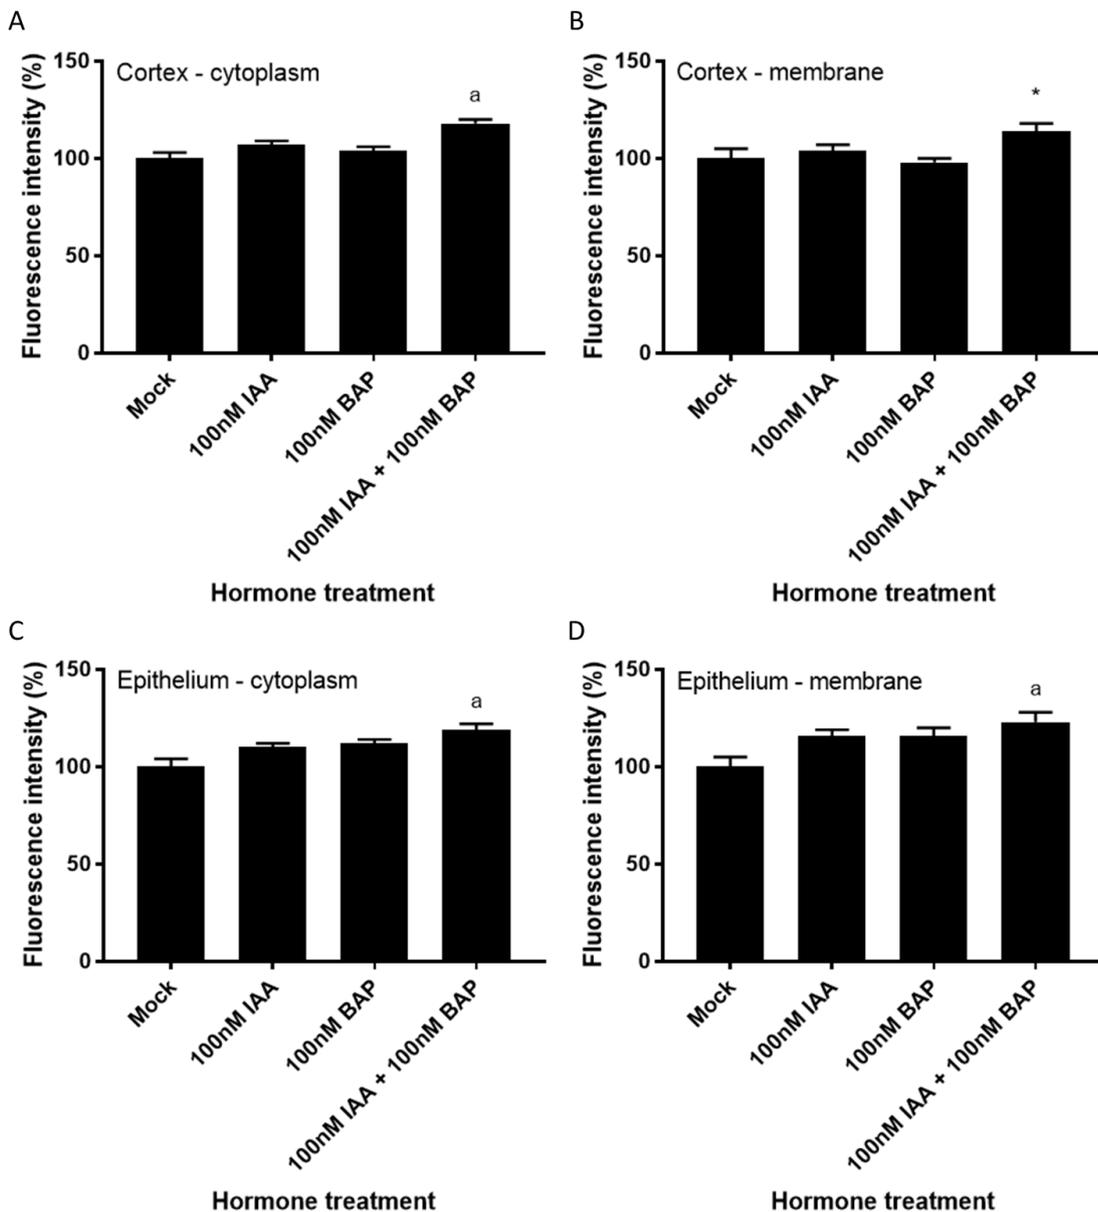 A
Fluorescence intensity (%)
150
100
50
0
Cortex - cytoplasm
a
Mock
100nM IAA
100nM BAP
100nM IAA + 100nM BAP
Hormone treatment
B
Fluorescence intensity (%)
150
100
50
0
Cortex - membrane
*
Mock
100nM IAA
100nM BAP
100nM IAA + 100nM BAP
Hormone treatment
C
Fluorescence intensity (%)
150
100
50
0
Epithelium - cytoplasm
a
Mock
100nM IAA
100nM BAP
100nM IAA + 100nM BAP
Hormone treatment
D
Fluorescence intensity (%)
150
100
50
0
Epithelium - membrane
a
Mock
100nM IAA
100nM BAP
100nM IAA + 100nM BAP
Hormone treatment